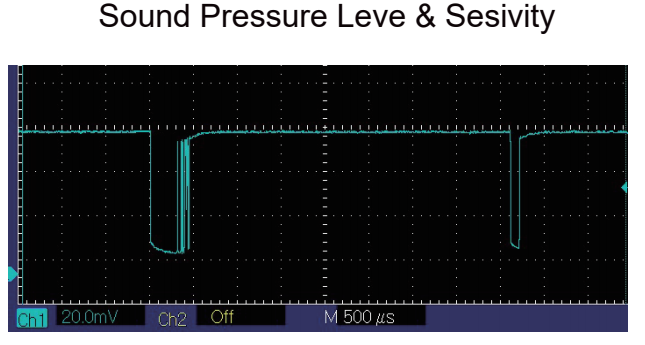 Sound Pressure Leve & Sesivity
Ch1 20.0mV Ch2 Off M 500 µs